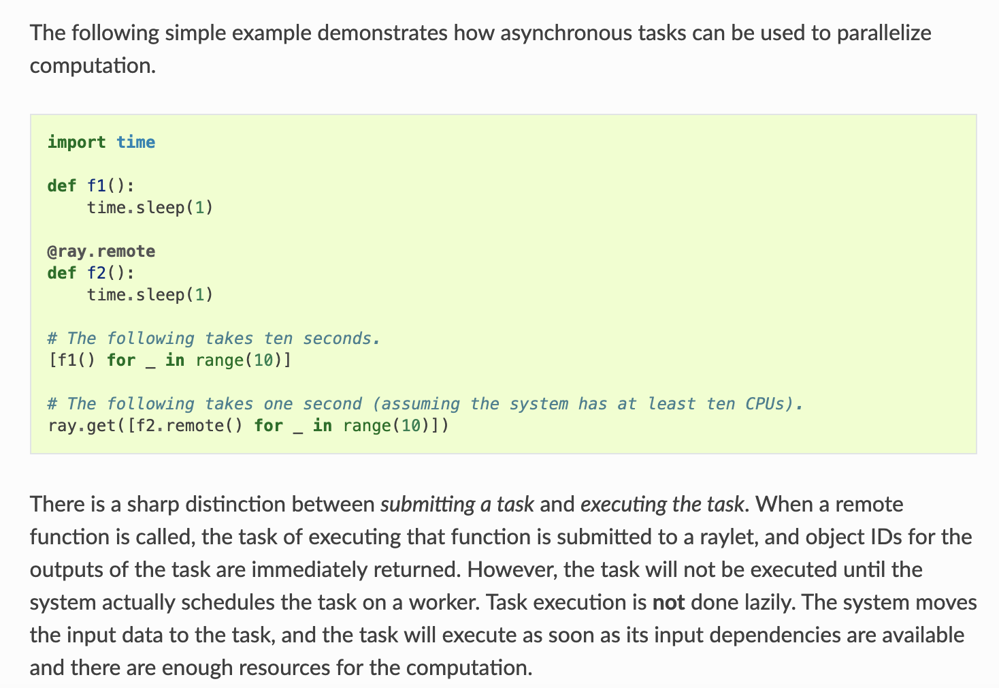 The following simple example demonstrates how asynchronous tasks can be used to parallelize
computation.
import time
def f1():
    time.sleep(1)
@ray.remote
def f2():
    time.sleep(1)
# The following takes ten seconds.
[f1() for _ in range(10)]
# The following takes one second (assuming the system has at least ten CPUs).
ray.get([f2.remote() for _ in range(10)])
There is a sharp distinction between submitting a task and executing the task. When a remote
function is called, the task of executing that function is submitted to a raylet, and object IDs for the
outputs of the task are immediately returned. However, the task will not be executed until the
system actually schedules the task on a worker. Task execution is not done lazily. The system moves
the input data to the task, and the task will execute as soon as its input dependencies are available
and there are enough resources for the computation.